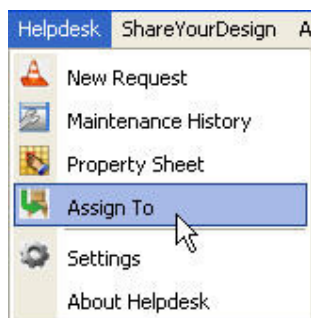 Helpdesk ShareYourDesign A
New Request
Maintenance History
Property Sheet
Assign To
Settings
About Helpdesk